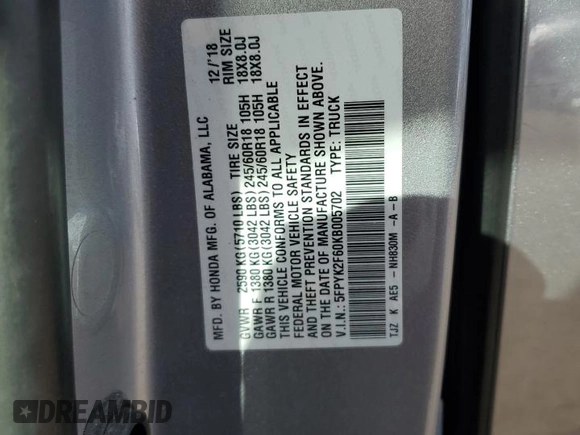 MFD. BY HONDA MFG. OF ALABAMA, LLC 12/'18
GVWR 2590 KG (5710 LBS) TIRE SIZE RIM SIZE
GAWR F 1380 KG (3042 LBS) 245/60R18 105H 18X8.0J
GAWR R 1380 KG (3042 LBS) 245/60R18 105H 18X8.0J
THIS VEHICLE CONFORMS TO ALL APPLICABLE
FEDERAL MOTOR VEHICLE SAFETY
AND THEFT PREVENTION STANDARDS IN EFFECT
ON THE DATE OF MANUFACTURE SHOWN ABOVE.
V.I.N.: 5FPYK2F60KB005702 TYPE: TRUCK
TJZ K AE5 - NH830M -A -B
DREAMBID